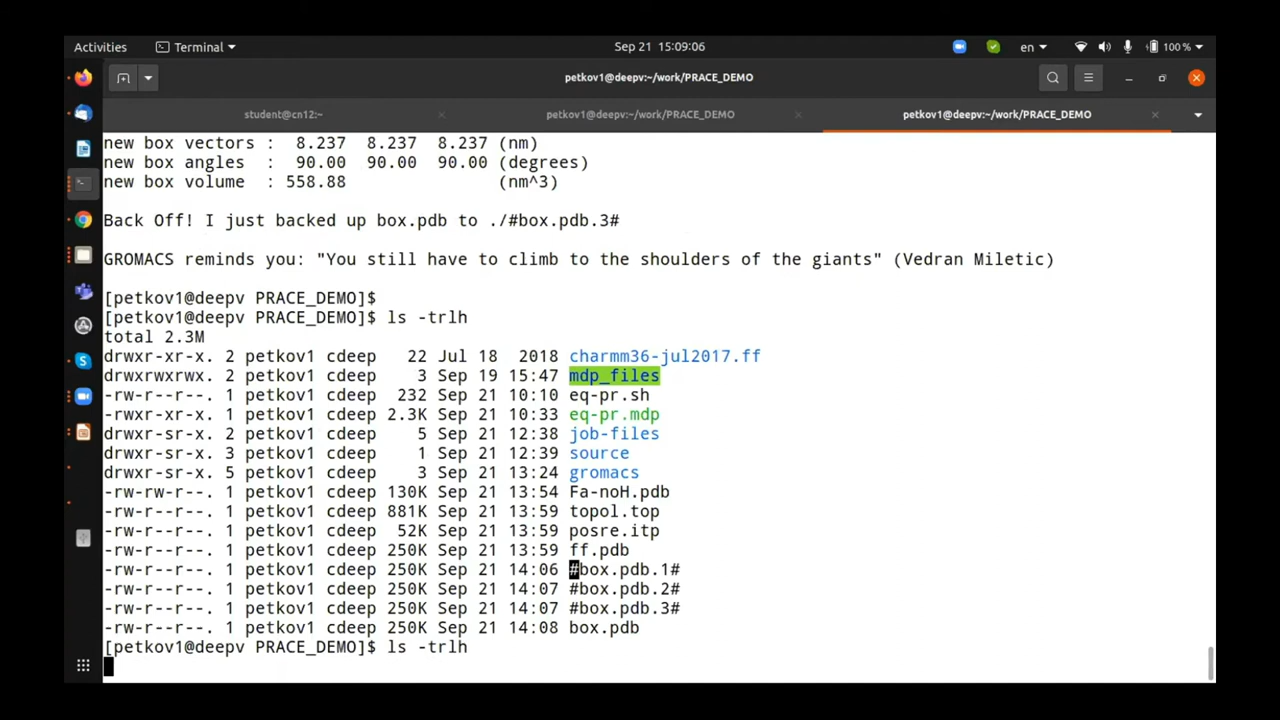 Activities
Terminal
Sep 21 15:09:06
en
100 %
petkov1@deepv:~/work/PRACE_DEMO
student@cn12:~
petkov1@deepv:~/work/PRACE_DEMO
petkov1@deepv:~/work/PRACE_DEMO
new box vectors :  8.237  8.237  8.237 (nm)
new box angles  :  90.00  90.00  90.00 (degrees)
new box volume  : 558.88               (nm^3)
Back Off! I just backed up box.pdb to ./#box.pdb.3#
GROMACS reminds you: "You still have to climb to the shoulders of the giants" (Vedran Miletic)
[petkov1@deepv PRACE_DEMO]$
[petkov1@deepv PRACE_DEMO]$ ls -trlh
total 2.3M
drwxr-xr-x. 2 petkov1 cdeep   22 Jul 18  2018 charmm36-jul2017.ff
drwxrwxrwx. 2 petkov1 cdeep    3 Sep 19 15:47 mdp_files
-rw-r--r--. 1 petkov1 cdeep  232 Sep 21 10:10 eq-pr.sh
-rwxr-xr-x. 1 petkov1 cdeep 2.3K Sep 21 10:33 eq-pr.mdp
drwxr-sr-x. 2 petkov1 cdeep    5 Sep 21 12:38 job-files
drwxr-sr-x. 3 petkov1 cdeep    1 Sep 21 12:39 source
drwxr-sr-x. 5 petkov1 cdeep    3 Sep 21 13:24 gromacs
-rw-rw-r--. 1 petkov1 cdeep 130K Sep 21 13:54 Fa-noH.pdb
-rw-r--r--. 1 petkov1 cdeep 881K Sep 21 13:59 topol.top
-rw-r--r--. 1 petkov1 cdeep  52K Sep 21 13:59 posre.itp
-rw-r--r--. 1 petkov1 cdeep 250K Sep 21 13:59 ff.pdb
-rw-r--r--. 1 petkov1 cdeep 250K Sep 21 14:06 #box.pdb.1#
-rw-r--r--. 1 petkov1 cdeep 250K Sep 21 14:07 #box.pdb.2#
-rw-r--r--. 1 petkov1 cdeep 250K Sep 21 14:07 #box.pdb.3#
-rw-r--r--. 1 petkov1 cdeep 250K Sep 21 14:08 box.pdb
[petkov1@deepv PRACE_DEMO]$ ls -trlh